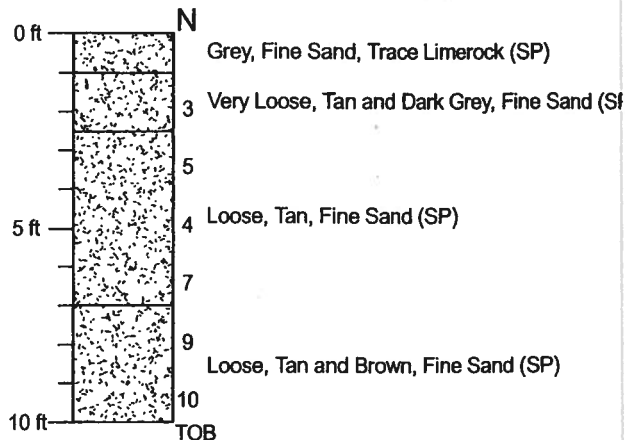 N
0 ft
Grey, Fine Sand, Trace Limerock (SP)
3 Very Loose, Tan and Dark Grey, Fine Sand
5
5 ft
4 Loose, Tan, Fine Sand (SP)
7
9
Loose, Tan and Brown, Fine Sand (SP)
10
10 ft
TOB